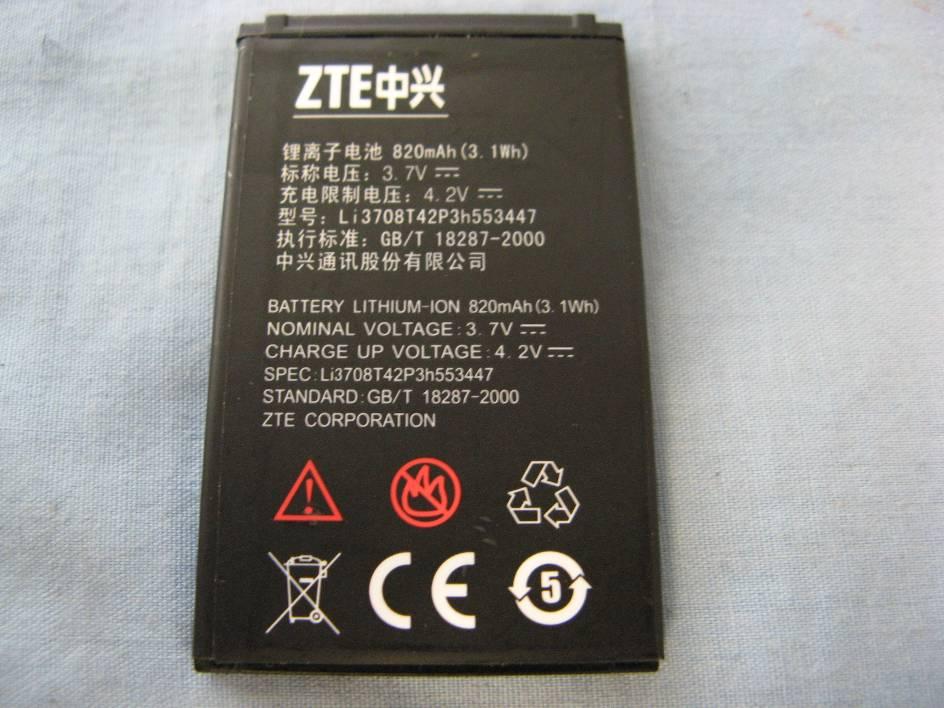 ZTE中兴
锂离子电池 820mAh(3.1Wh)
标称电压: 3.7V
充电限制电压: 4.2V
型号: Li3708T42P3h553447
执行标准: GB/T 18287-2000
中兴通讯股份有限公司
BATTERY LITHIUM-ION 820mAh(3.1Wh)
NOMINAL VOLTAGE:3.7V
CHARGE UP VOLTAGE:4.2V
SPEC:Li3708T42P3h553447
STANDARD:GB/T 18287-2000
ZTE CORPORATION
CE 5